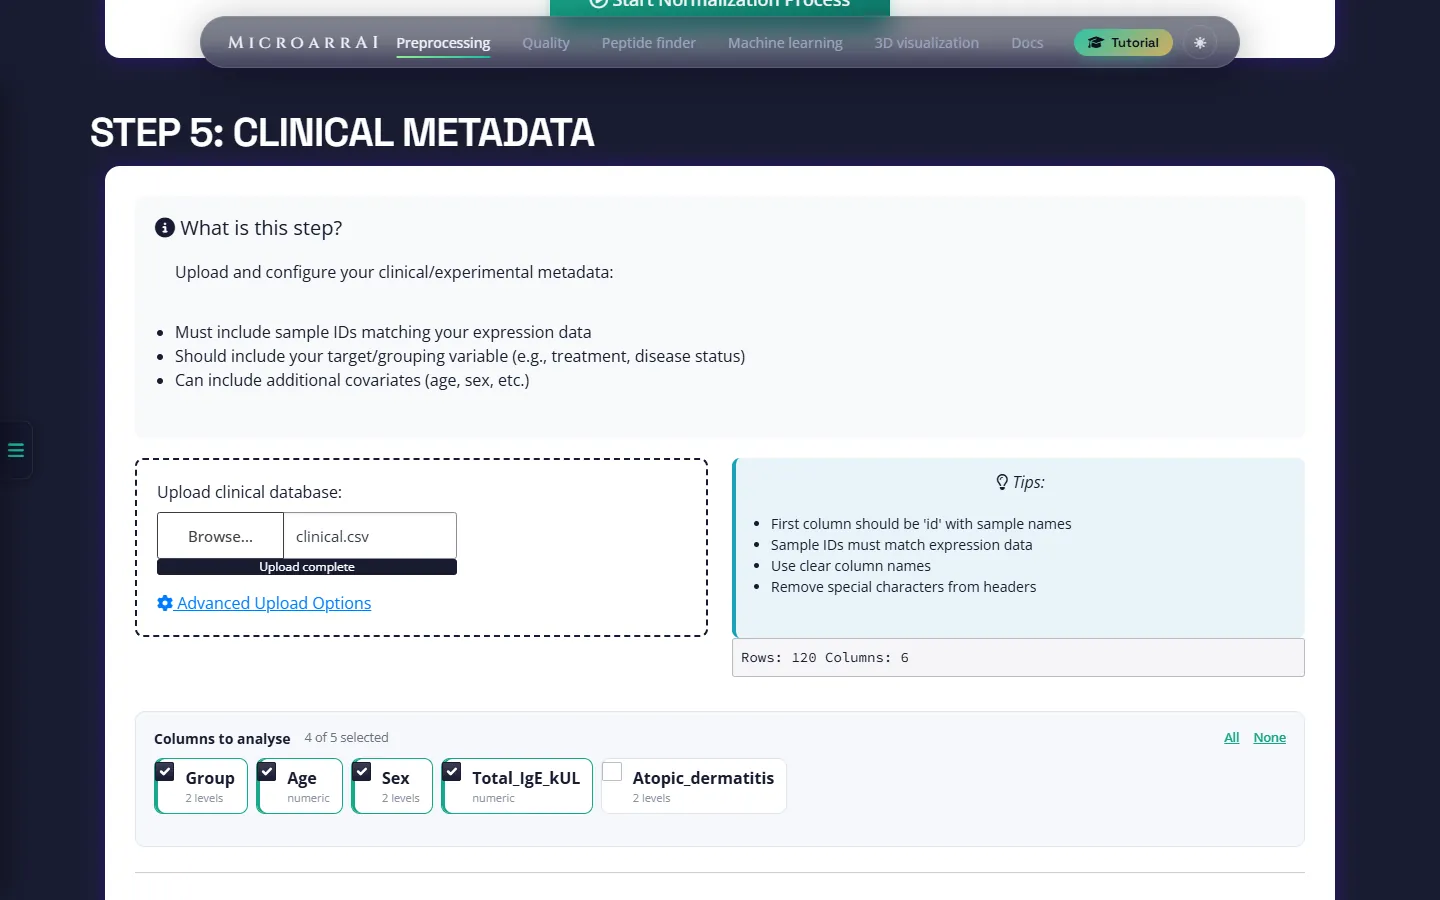 Start Normalization Process
MICROARRAI
Preprocessing
Quality
Peptide finder
Machine learning
3D visualization
Docs
Tutorial
STEP 5: CLINICAL METADATA
What is this step?
Upload and configure your clinical/experimental metadata:
Must include sample IDs matching your expression data
Should include your target/grouping variable (e.g., treatment, disease status)
Can include additional covariates (age, sex, etc.)
Upload clinical database:
Browse...
clinical.csv
Upload complete
Advanced Upload Options
Tips:
First column should be 'id' with sample names
Sample IDs must match expression data
Use clear column names
Remove special characters from headers
Rows: 120 Columns: 6
Columns to analyse 4 of 5 selected
All None
Group
2 levels
Age
numeric
Sex
2 levels
Total_IgE_kUL
numeric
Atopic_dermatitis
2 levels